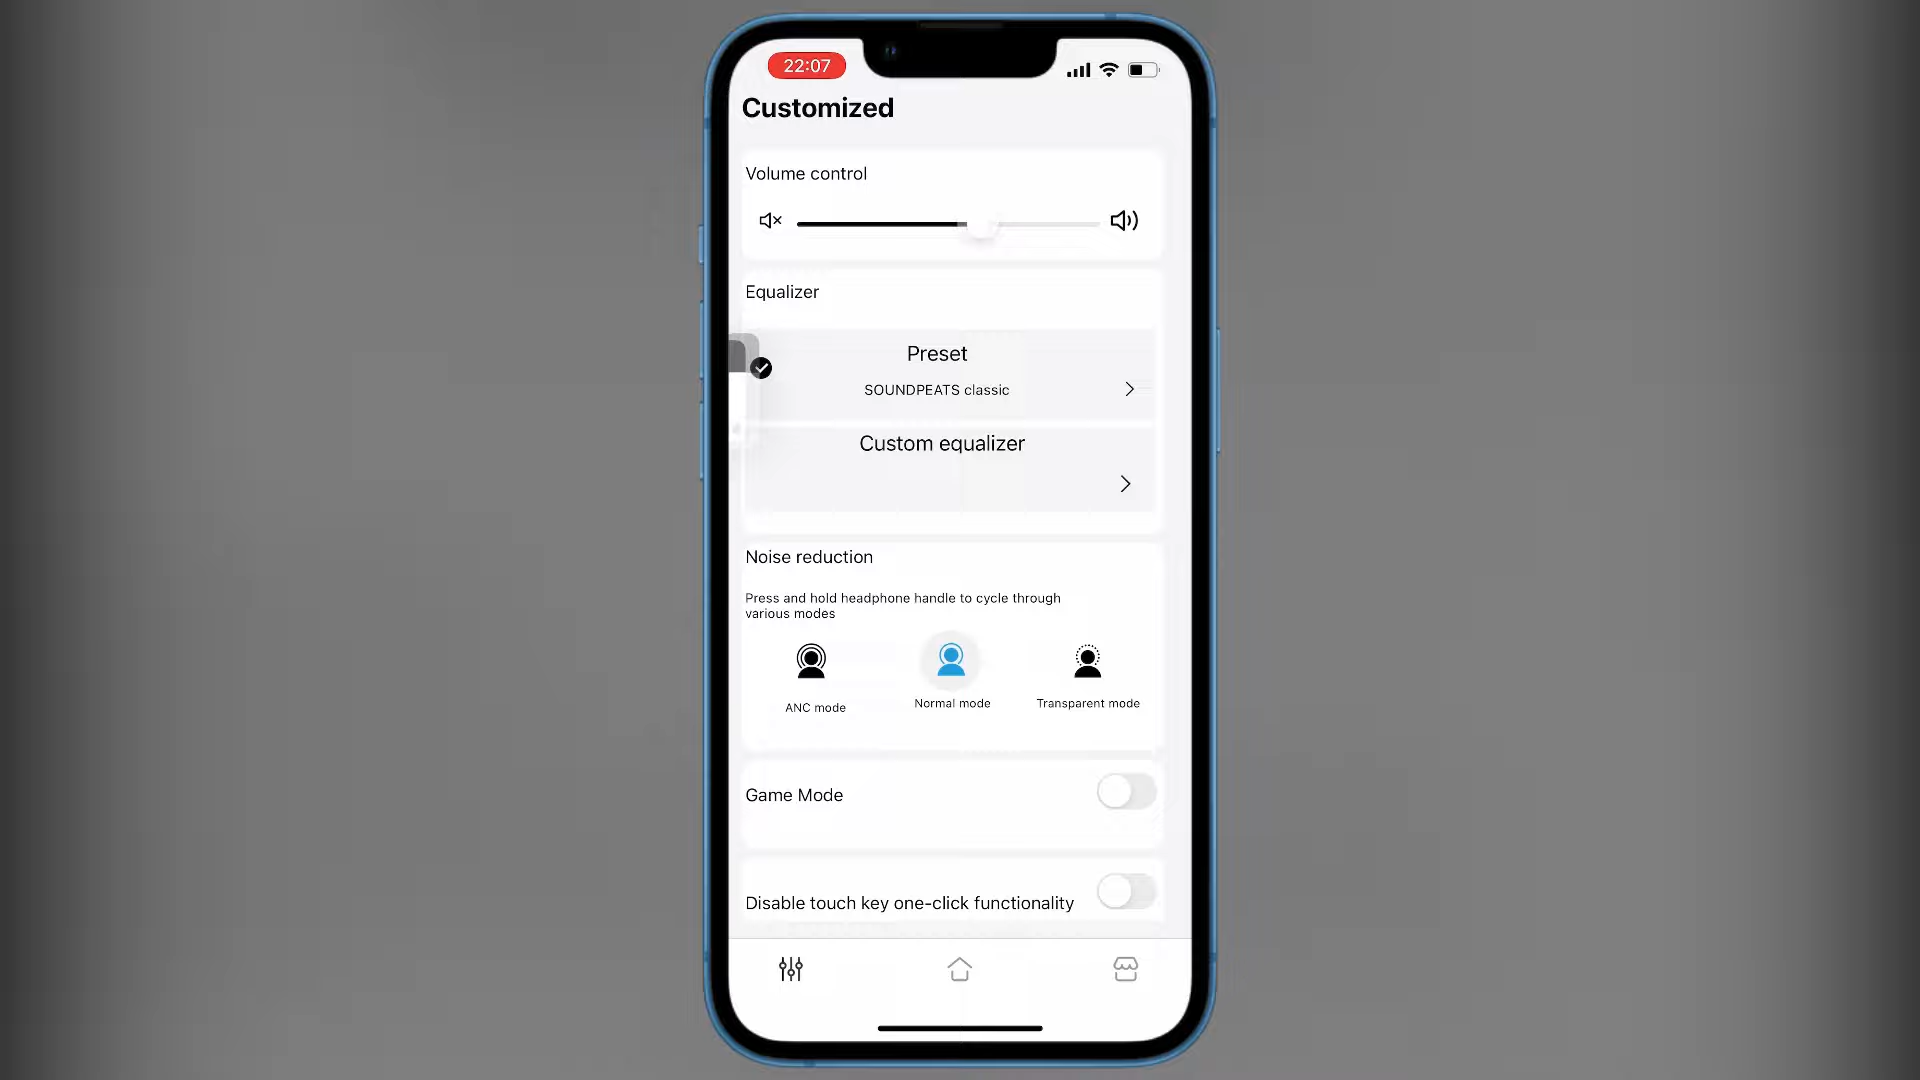 22:07
Customized
Volume control
Equalizer
Preset
SOUNDPEATS classic
Custom equalizer
Noise reduction
Press and hold headphone handle to cycle through
various modes
ANC mode
Normal mode
Transparent mode
Game Mode
Disable touch key one-click functionality